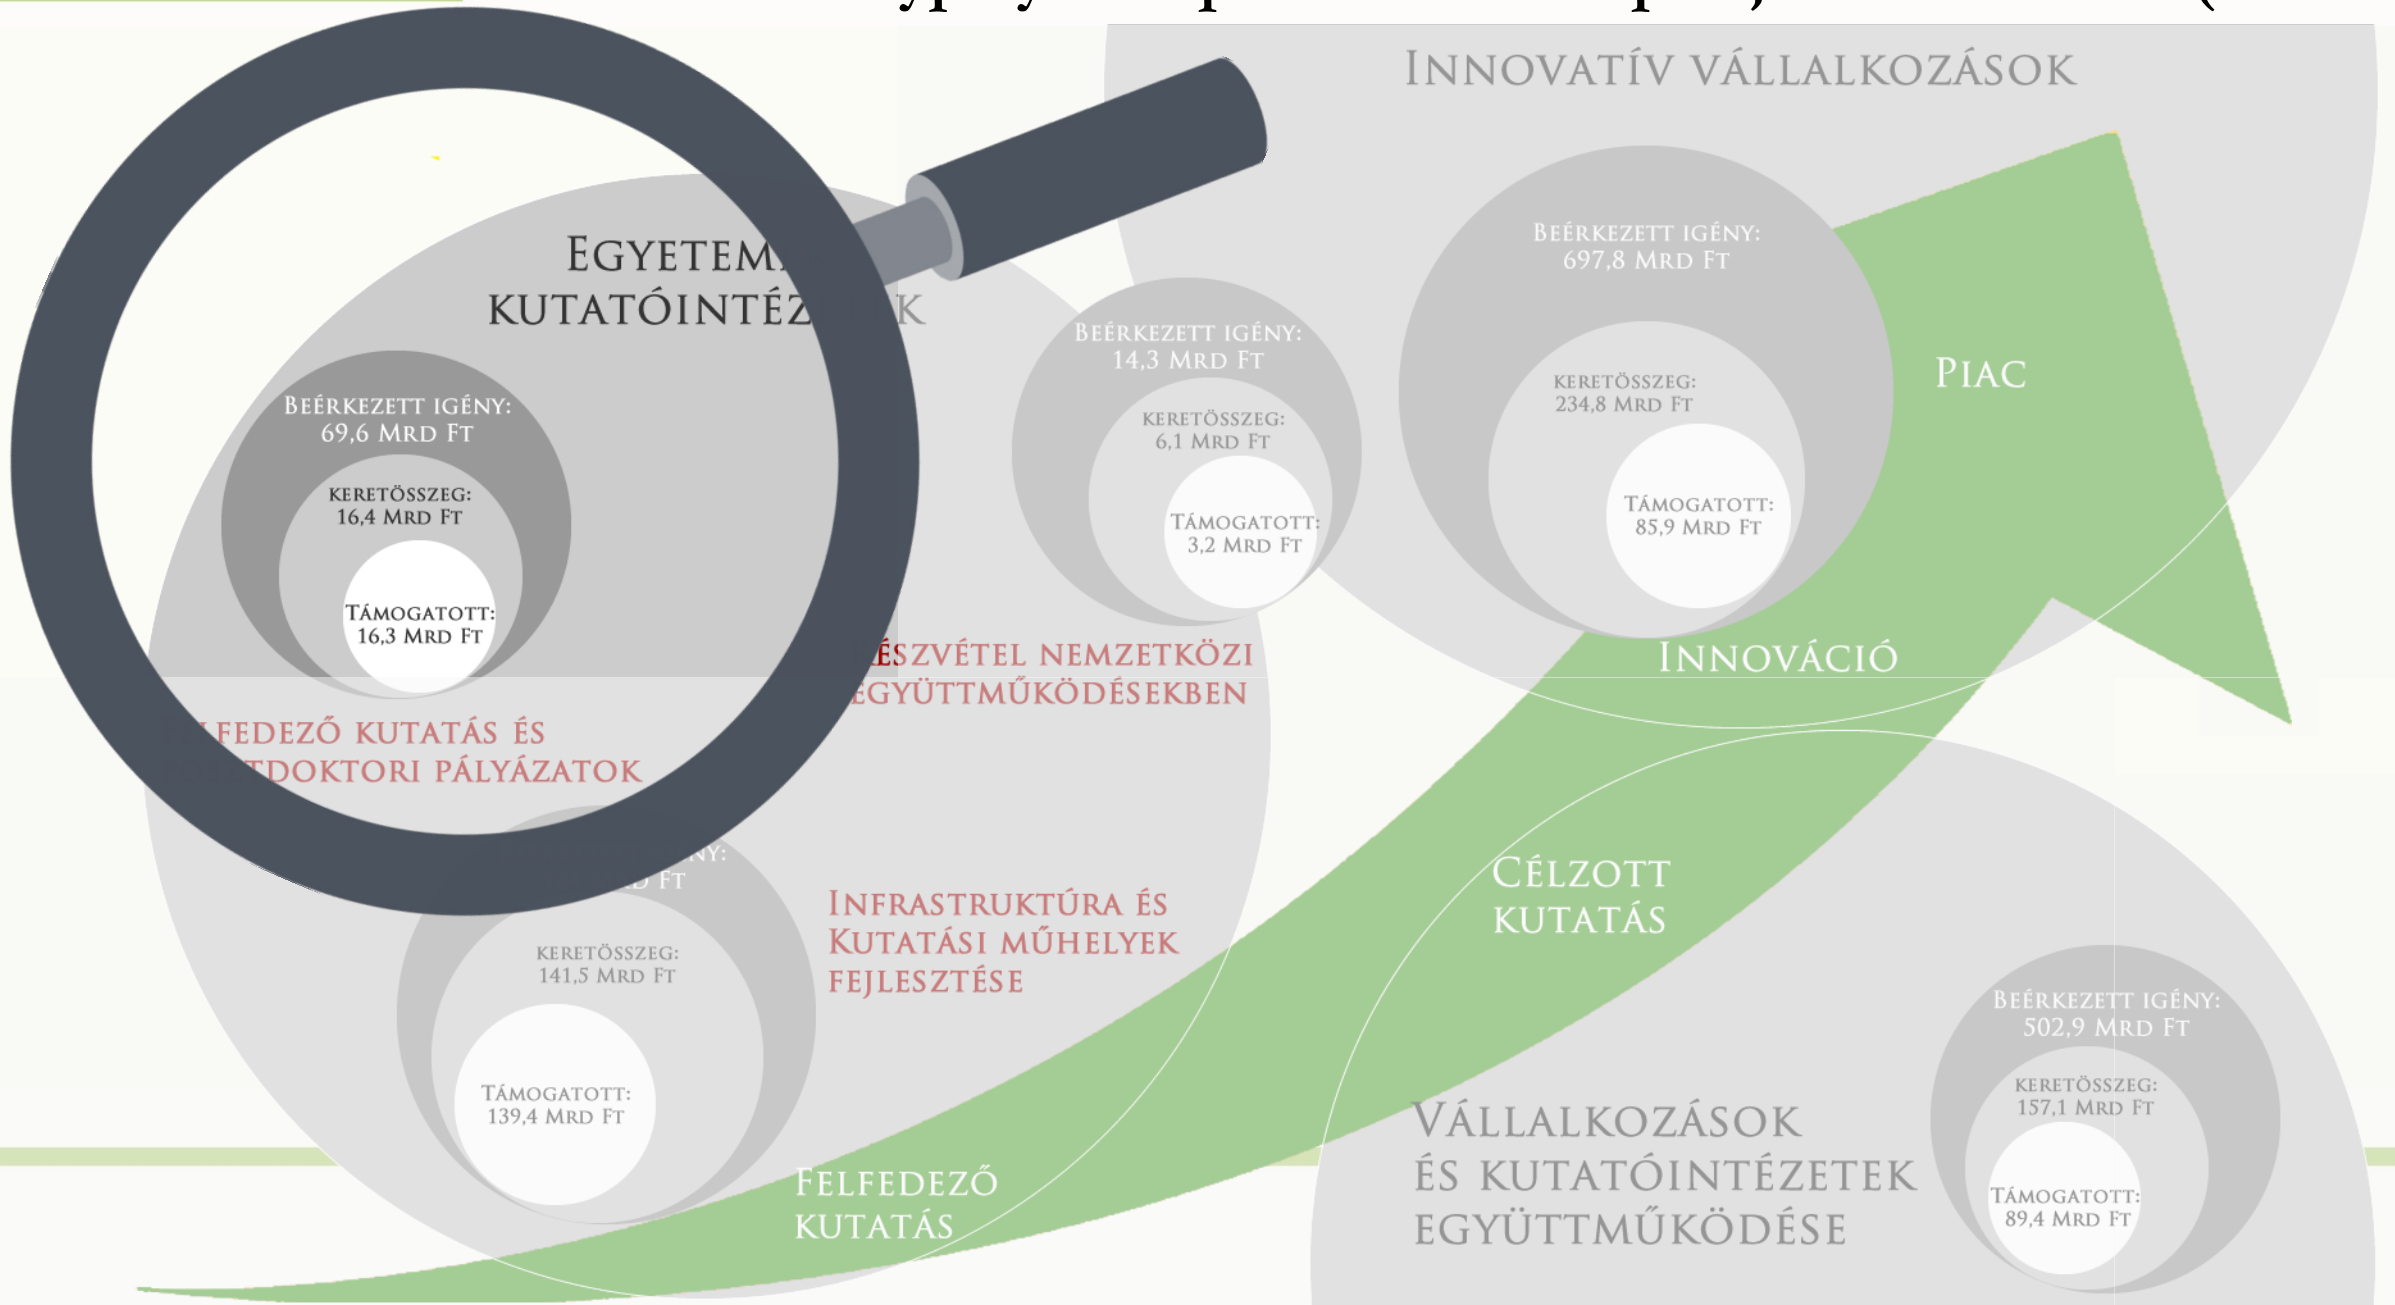 INNOVATÍV VÁLLALKOZÁSOK
EGYETEM
KUTATÓINTÉZ K
BEÉRKEZETT IGÉNY:
69,6 MRD FT
KERETÖSSZEG:
16,4 MRD FT
TÁMOGATOTT:
16,3 MRD FT
FEDEZŐ KUTATÁS ÉS
TDOKTORI PÁLYÁZATOK
BEÉRKEZETT IGÉNY:
14,3 MRD FT
KERETÖSSZEG:
6,1 MRD FT
TÁMOGATOTT:
3,2 MRD FT
ÉSZVÉTEL NEMZETKÖZI
EGYÜTTMŰKÖDÉSEKBEN
BEÉRKEZETT IGÉNY:
697,8 MRD FT
KERETÖSSZEG:
234,8 MRD FT
TÁMOGATOTT:
85,9 MRD FT
PIAC
INNOVÁCIÓ
CÉLZOTT
KUTATÁS
FELFEDEZŐ
KUTATÁS
NY:
FT
KERETÖSSZEG:
141,5 MRD FT
TÁMOGATOTT:
139,4 MRD FT
INFRASTRUKTÚRA ÉS
KUTATÁSI MŰHELYEK
FEJLESZTÉSE
VÁLLALKOZÁSOK
ÉS KUTATÓINTÉZETEK
EGYÜTTMŰKÖDÉSE
BEÉRKEZETT IGÉNY:
502,9 MRD FT
KERETÖSSZEG:
157,1 MRD FT
TÁMOGATOTT:
89,4 MRD FT